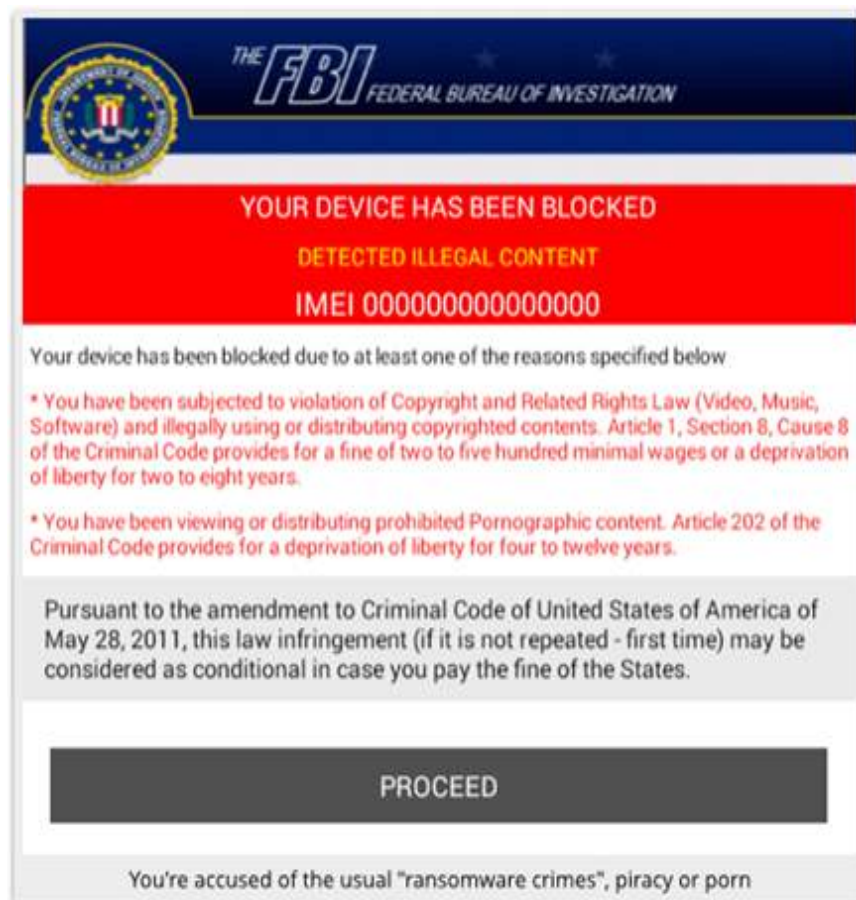 THE FBI FEDERAL BUREAU OF INVESTIGATION
YOUR DEVICE HAS BEEN BLOCKED
DETECTED ILLEGAL CONTENT
IMEI 000000000000000
Your device has been blocked due to at least one of the reasons specified below
* You have been subjected to violation of Copyright and Related Rights Law (Video, Music,
Software) and illegally using or distributing copyrighted contents. Article 1, Section 8, Cause 8
of the Criminal Code provides for a fine of two to five hundred minimal wages or a deprivation
of liberty for two to eight years.
* You have been viewing or distributing prohibited Pornographic content. Article 202 of the
Criminal Code provides for a deprivation of liberty for four to twelve years.
Pursuant to the amendment to Criminal Code of United States of America of
May 28, 2011, this law infringement (if it is not repeated - first time) may be
considered as conditional in case you pay the fine of the States.
PROCEED
You're accused of the usual "ransomware crimes", piracy or porn